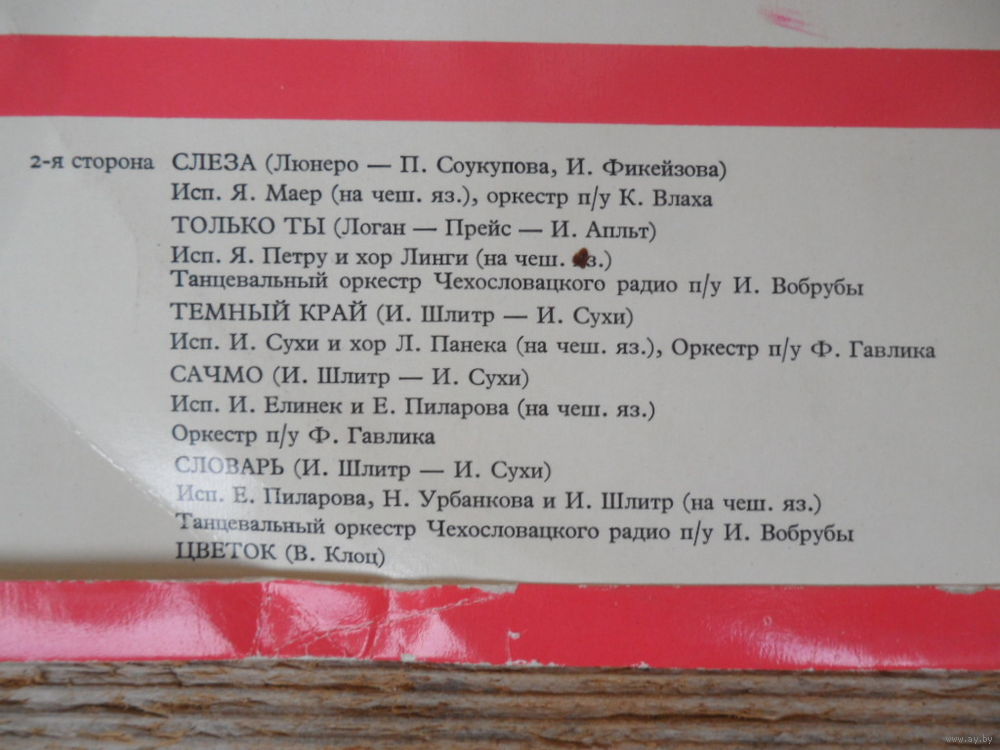 2-я сторона СЛЕЗА (Люнеро — П. Соукупова, И. Фикейзова)
Исп. Я. Маер (на чеш. яз.), оркестр п/у К. Влаха
ТОЛЬКО ТЫ (Логан — Прейс — И. Апльт)
Исп. Я. Петру и хор Линги (на чеш. яз.)
Танцевальный оркестр Чехословацкого радио п/у И. Вобрубы
ТЕМНЫЙ КРАЙ (И. Шлитр — И. Сухи)
Исп. И. Сухи и хор Л. Панека (на чеш. яз.), Оркестр п/у Ф. Гавлика
САЧМО (И. Шлитр — И. Сухи)
Исп. И. Елинек и Е. Пиларова (на чеш. яз.)
Оркестр п/у Ф. Гавлика
СЛОВАРЬ (И. Шлитр — И. Сухи)
Исп. Е. Пиларова, Н. Урбанкова и И. Шлитр (на чеш. яз.)
Танцевальный оркестр Чехословацкого радио п/у И. Вобрубы
ЦВЕТОК (В. Клоц)
www.ay.by